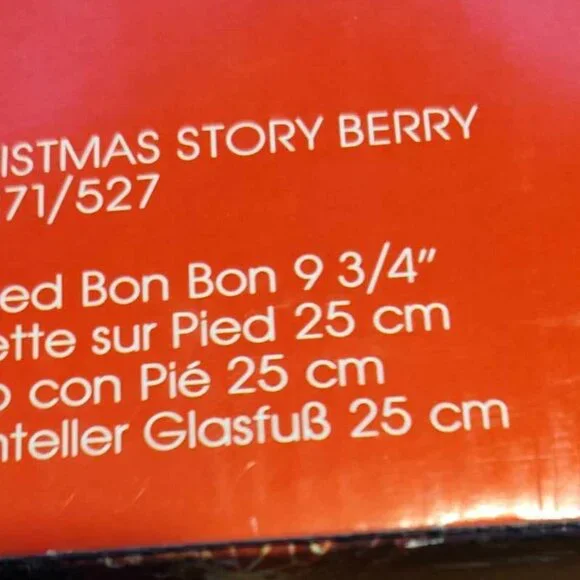 ISTMAS STORY BERRY
71/527
ed Bon Bon 9 3/4"
ette sur Pied 25 cm
o con Pié 25 cm
nteller Glasfuß 25 cm